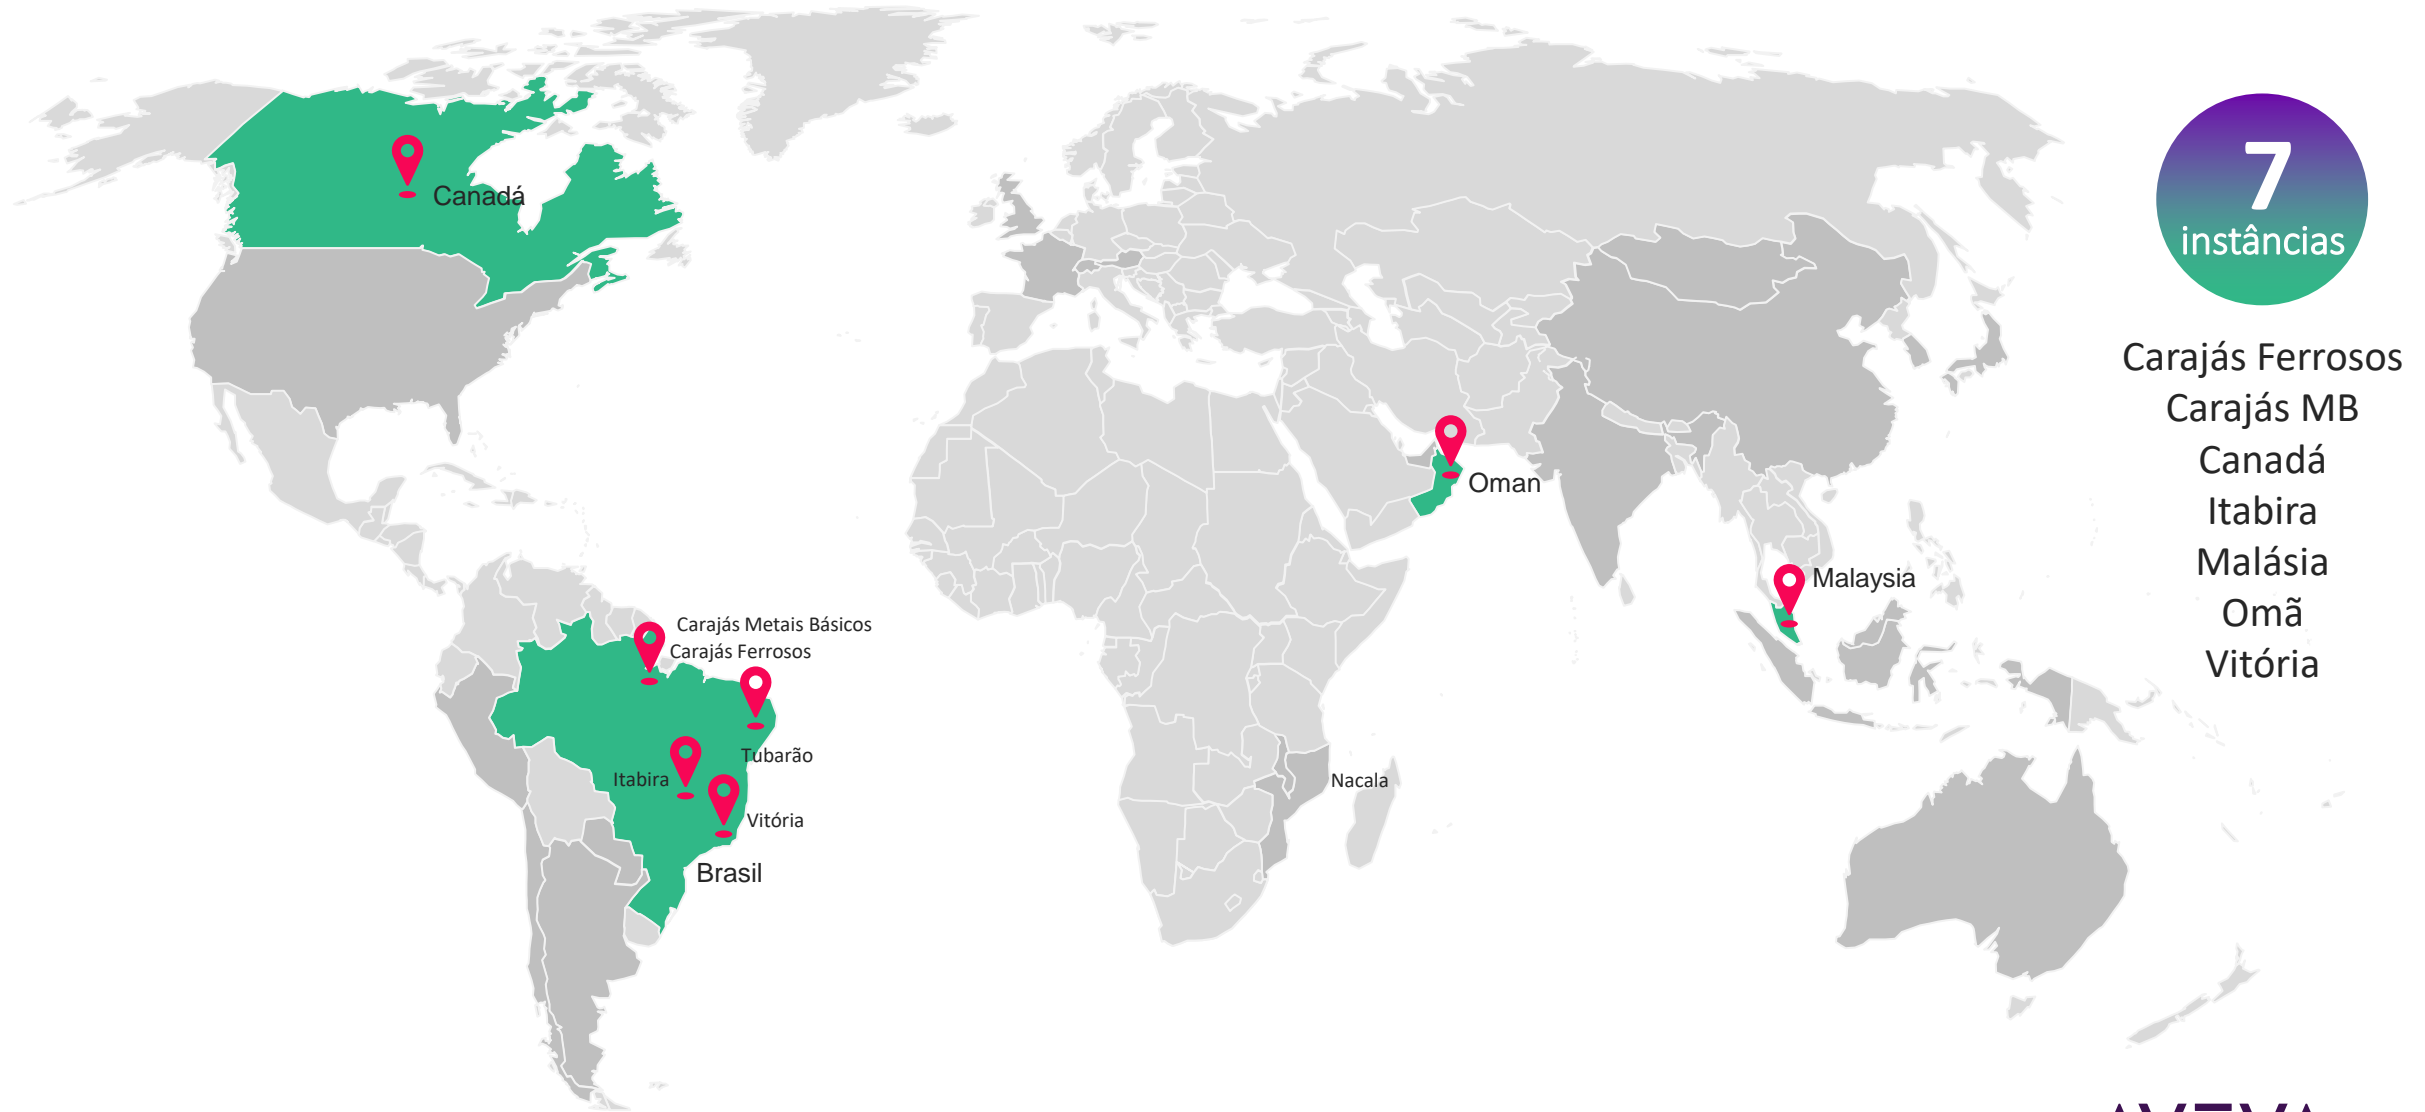 Canadá
Oman
Malaysia
Carajás Metais Básicos
Carajás Ferrosos
Tubarão
Itabira
Vitória
Brasil
Nacala
7
instâncias
Carajás Ferrosos
Carajás MB
Canadá
Itabira
Malásia
Omã
Vitória
AVEVA